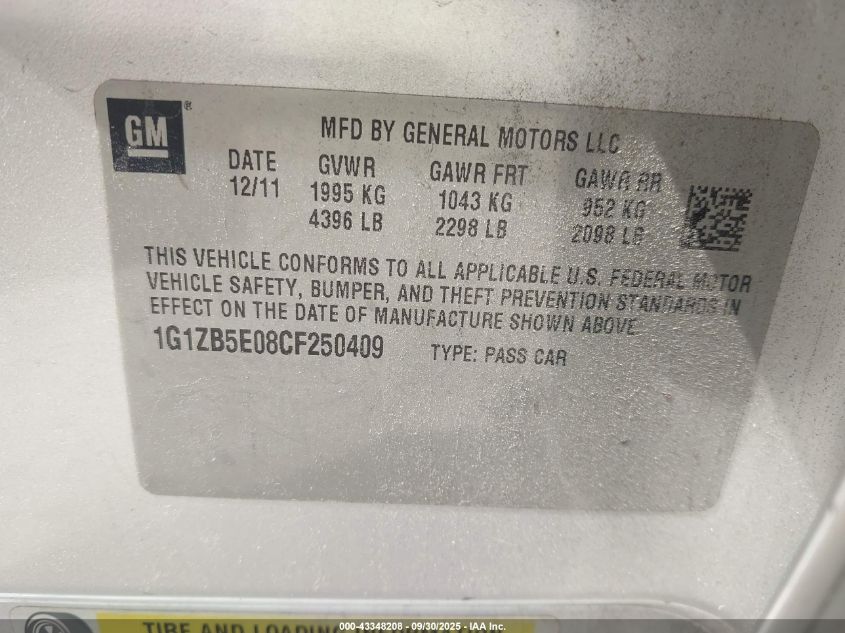 GM®
MFD BY GENERAL MOTORS LLC
DATE GVWR GAWR FRT GAWR RR
12/11 1995 KG 1043 KG 952 KG
4396 LB 2298 LB 2098 LB
THIS VEHICLE CONFORMS TO ALL APPLICABLE U.S. FEDERAL MOTOR
VEHICLE SAFETY, BUMPER, AND THEFT PREVENTION STANDARDS IN
EFFECT ON THE DATE OF MANUFACTURE SHOWN ABOVE
1G1ZB5E08CF250409 TYPE: PASS CAR
TIRE AND LOADING
000-43348208 - 09/30/2025 - IAA Inc.